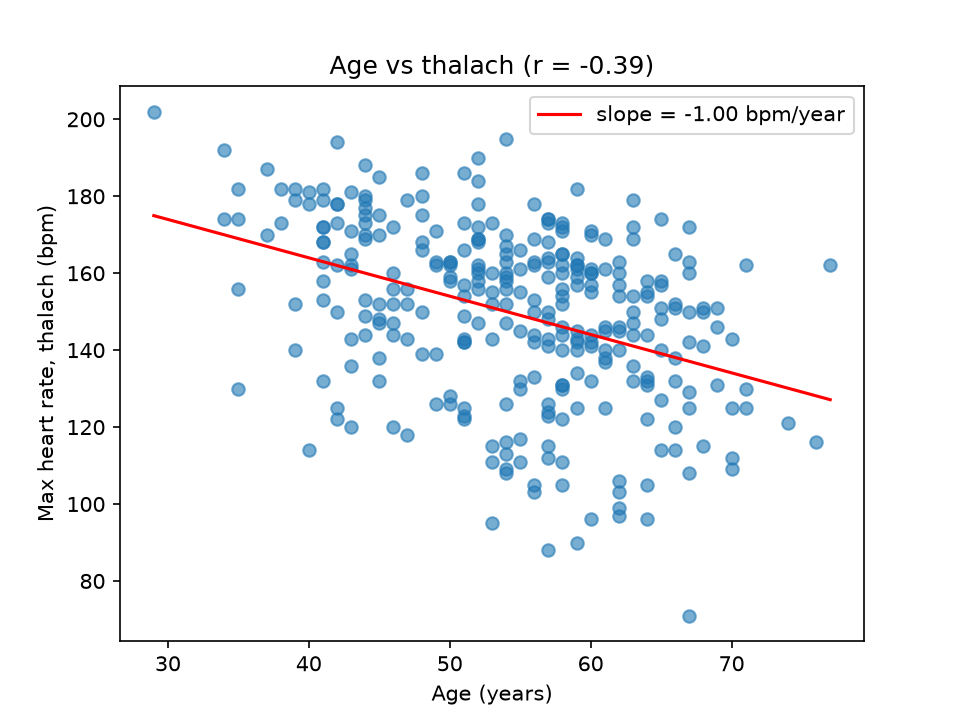 Age vs thalach (r = -0.39)
slope = -1.00 bpm/year
Max heart rate, thalach (bpm)
200
180
160
140
120
100
80
30 40 50 60 70
Age (years)